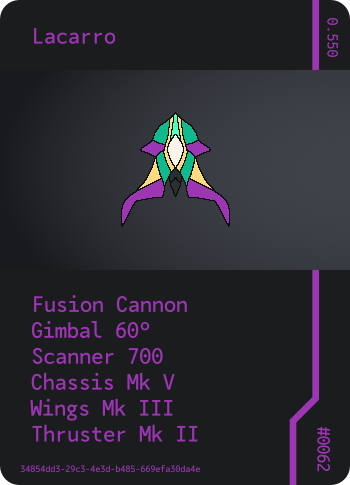 Lacarro
0.550
Fusion Cannon
Gimbal 60°
Scanner 700
Chassis Mk V
Wings Mk III
Thruster Mk II
#0062
34854dd3-29c3-4e3d-b485-669efa30da4e